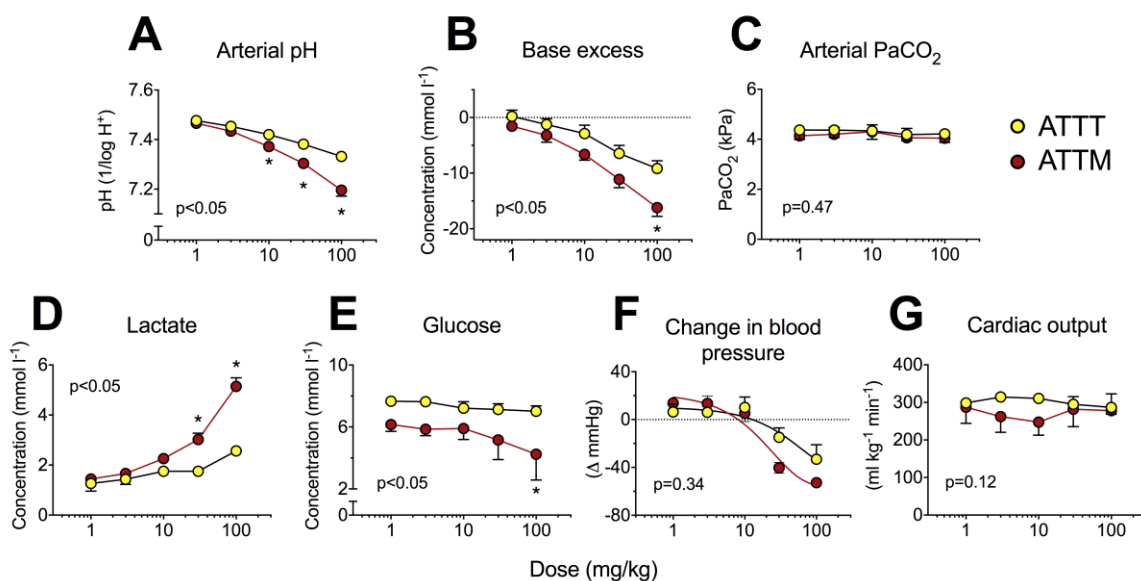 A
Arterial pH
pH (1/log H⁺)
7.6
7.4
7.2
0
p<0.05
*
*
*
1
10
100
B
Base excess
Concentration (mmol l⁻¹)
0
-10
-20
p<0.05
*
1
10
100
C
Arterial PaCO₂
PaCO₂ (kPa)
6
4
2
0
p=0.47
1
10
100
ATTT
ATTM
D
Lactate
Concentration (mmol l⁻¹)
6
4
2
0
p<0.05
*
*
1
10
100
E
Glucose
Concentration (mmol l⁻¹)
10
8
6
4
2
0
p<0.05
*
1
10
100
F
Change in blood
pressure
(Δ mmHg)
40
0
-40
-80
p=0.34
1
10
100
G
Cardiac output
(ml kg⁻¹ min⁻¹)
400
300
200
100
0
p=0.12
1
10
100
Dose (mg/kg)